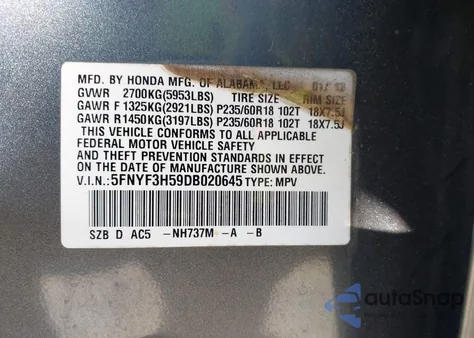 MFD. BY HONDA MFG. OF ALABAMA, LLC 01/13
GVWR 2700KG(5953LBS) TIRE SIZE RIM SIZE
GAWR F 1325KG(2921LBS) P235/60R18 102T 18X7.5J
GAWR R1450KG(3197LBS) P235/60R18 102T 18X7.5J
THIS VEHICLE CONFORMS TO ALL APPLICABLE
FEDERAL MOTOR VEHICLE SAFETY
AND THEFT PREVENTION STANDARDS IN EFFECT
ON THE DATE OF MANUFACTURE SHOWN ABOVE.
V.I.N.: 5FNYF3H59DB020645 TYPE: MPV
SZB D AC5 -NH737M -A -B
autoSnap